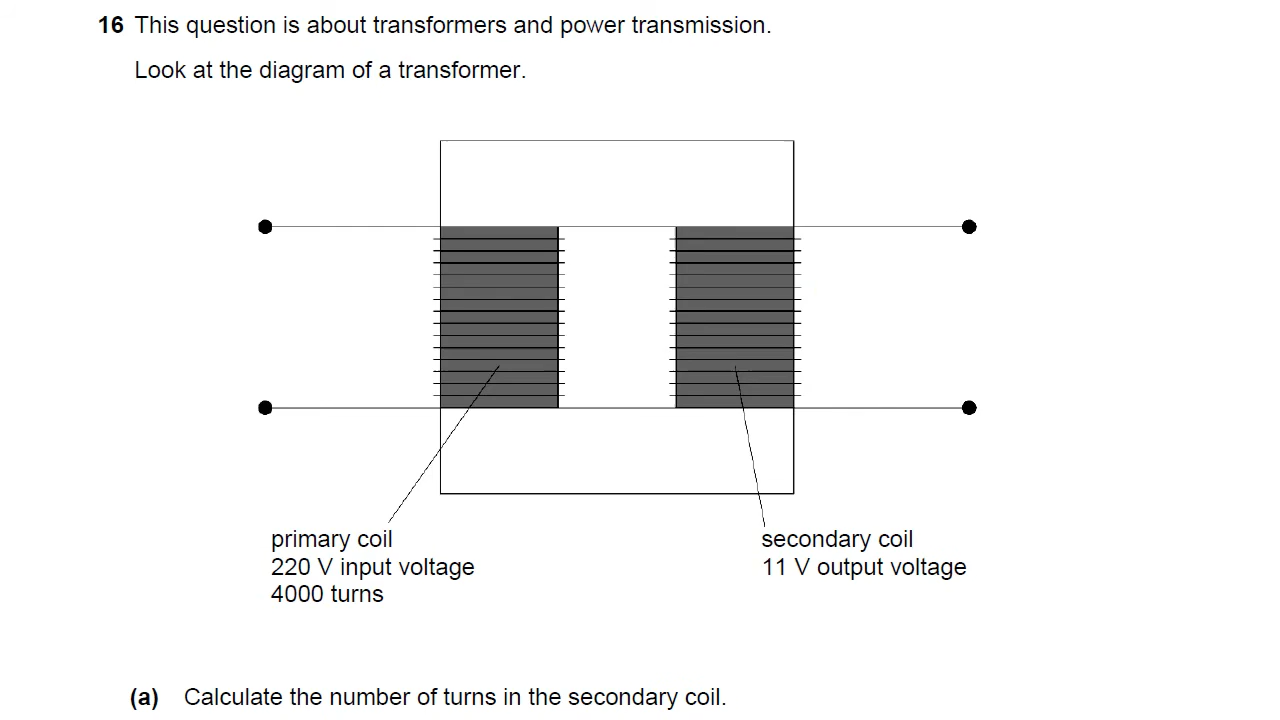 16 This question is about transformers and power transmission.
Look at the diagram of a transformer.
primary coil
220 V input voltage
4000 turns
secondary coil
11 V output voltage
(a) Calculate the number of turns in the secondary coil.